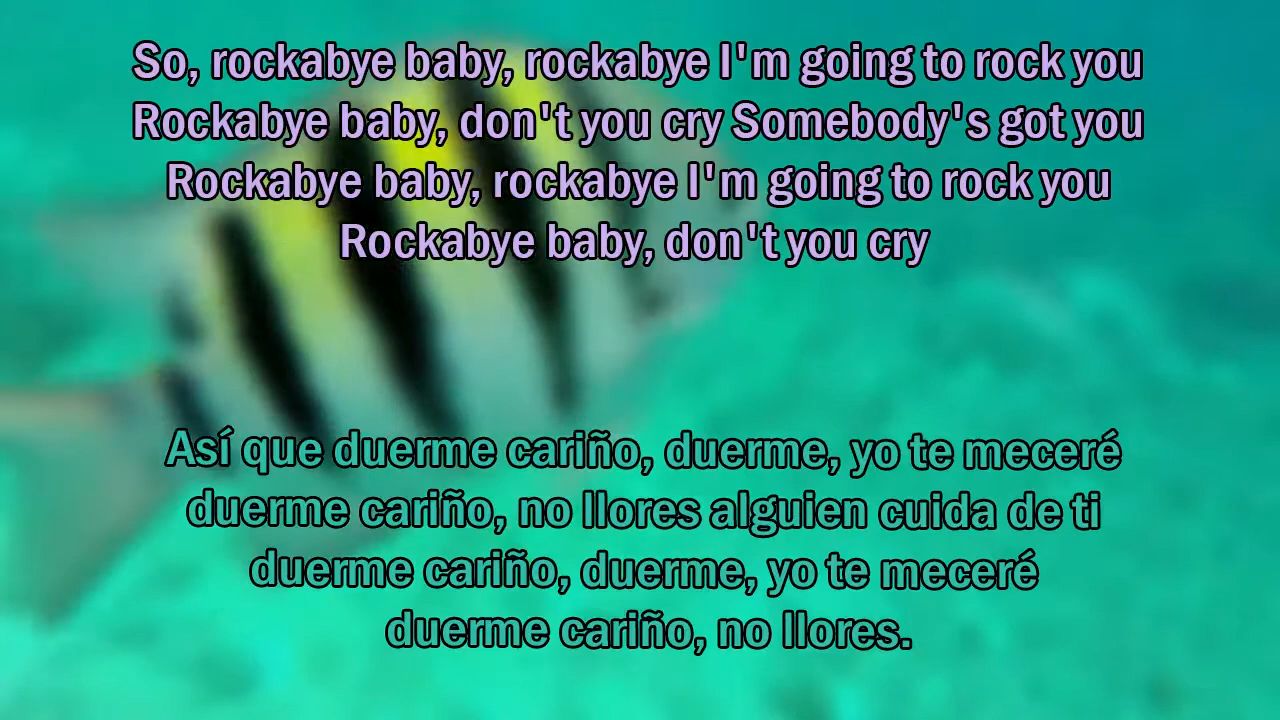 So, rockabye baby, rockabye I'm going to rock you
Rockabye baby, don't you cry Somebody's got you
Rockabye baby, rockabye I'm going to rock you
Rockabye baby, don't you cry
Así que duerme cariño, duerme, yo te meceré
duerme cariño, no llores alguien cuida de ti
duerme cariño, duerme, yo te meceré
duerme cariño, no llores.